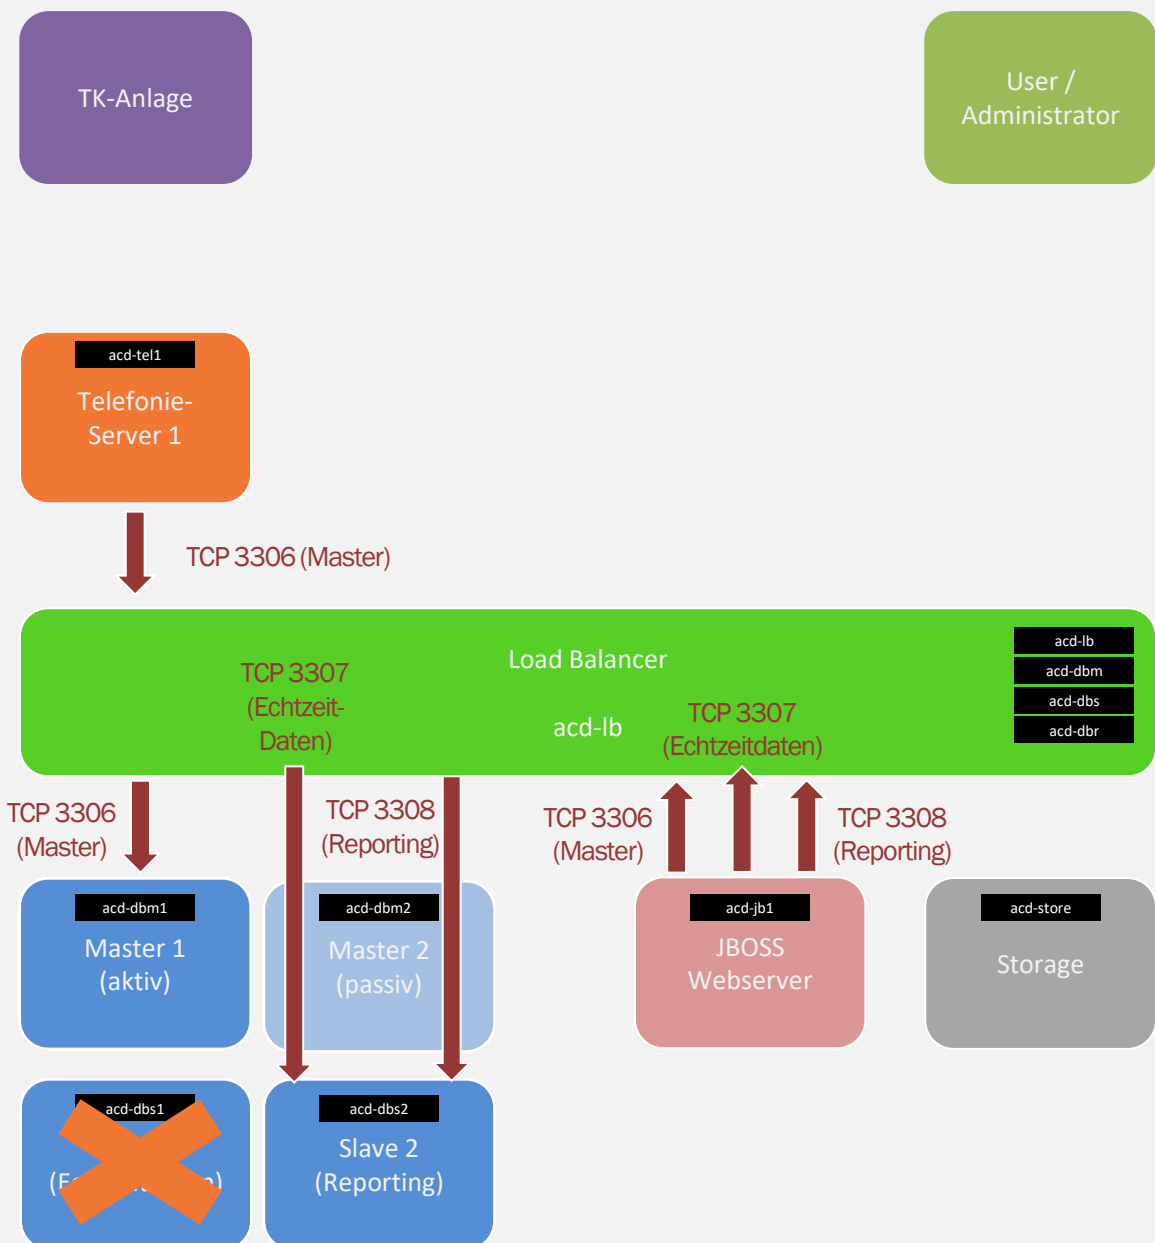 TK-Anlage
User /
Administrator
acd-tel1
Telefonie-
Server 1
TCP 3306 (Master)
Load Balancer
acd-lb
acd-lb
acd-dbm
acd-dbs
acd-dbr
TCP 3307
(Echtzeit-
Daten)
TCP 3307
(Echtzeitdaten)
TCP 3306
(Master)
TCP 3308
(Reporting)
TCP 3306
(Master)
TCP 3308
(Reporting)
acd-dbm1
Master 1
(aktiv)
acd-dbm2
Master 2
(passiv)
acd-jb1
JBOSS
Webserver
acd-store
Storage
acd-dbs1
acd-dbs2
Slave 2
(Reporting)